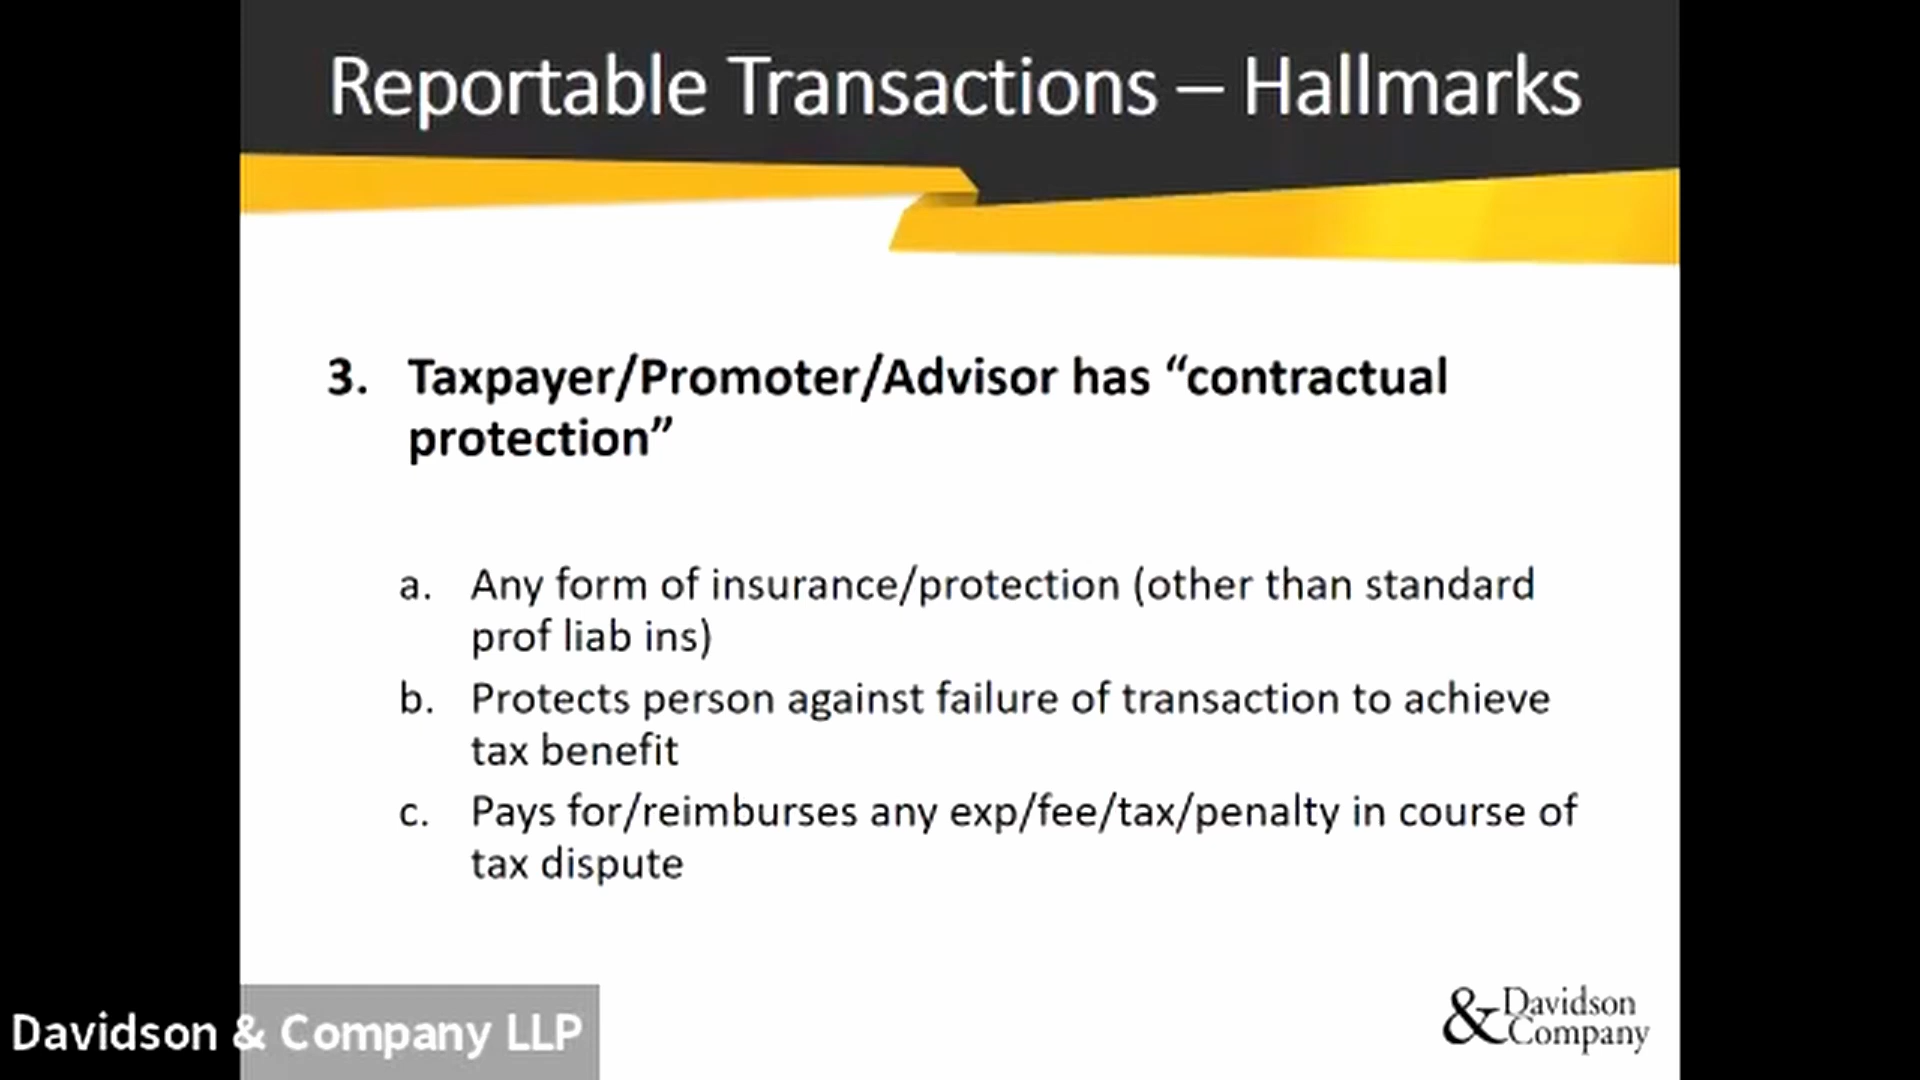 Reportable Transactions – Hallmarks
3. Taxpayer/Promoter/Advisor has “contractual
protection”
a. Any form of insurance/protection (other than standard
prof liab ins)
b. Protects person against failure of transaction to achieve
tax benefit
c. Pays for/reimburses any exp/fee/tax/penalty in course of
tax dispute
Davidson & Company LLP
& Davidson
Company